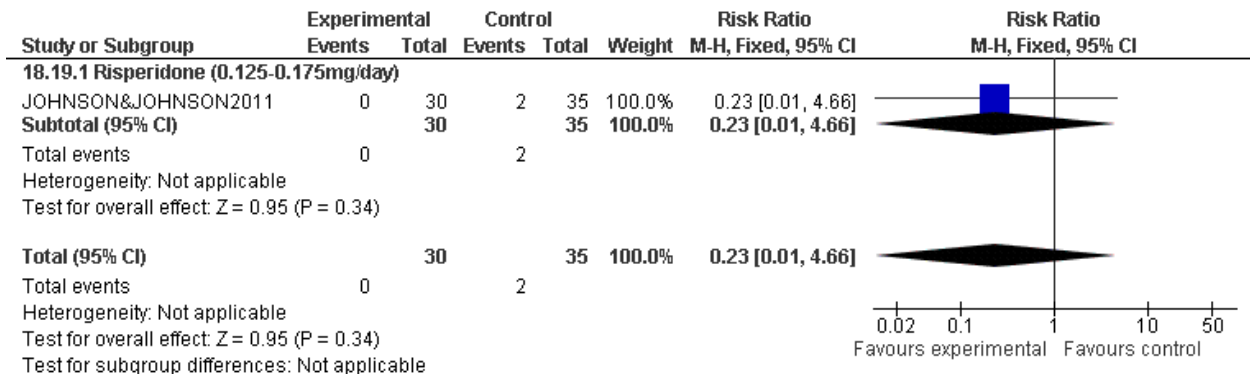 Experimental Control Risk Ratio Risk Ratio
Study or Subgroup Events Total Events Total Weight M-H, Fixed, 95% CI M-H, Fixed, 95% CI
18.19.1 Risperidone (0.125-0.175mg/day)
JOHNSON&JOHNSON2011 0 30 2 35 100.0% 0.23 [0.01, 4.66]
Subtotal (95% CI) 30 35 100.0% 0.23 [0.01, 4.66]
Total events 0 2
Heterogeneity: Not applicable
Test for overall effect: Z = 0.95 (P = 0.34)
Total (95% CI) 30 35 100.0% 0.23 [0.01, 4.66]
Total events 0 2
Heterogeneity: Not applicable
Test for overall effect: Z = 0.95 (P = 0.34)
Test for subgroup differences: Not applicable
0.02 0.1 1 10 50
Favours experimental Favours control